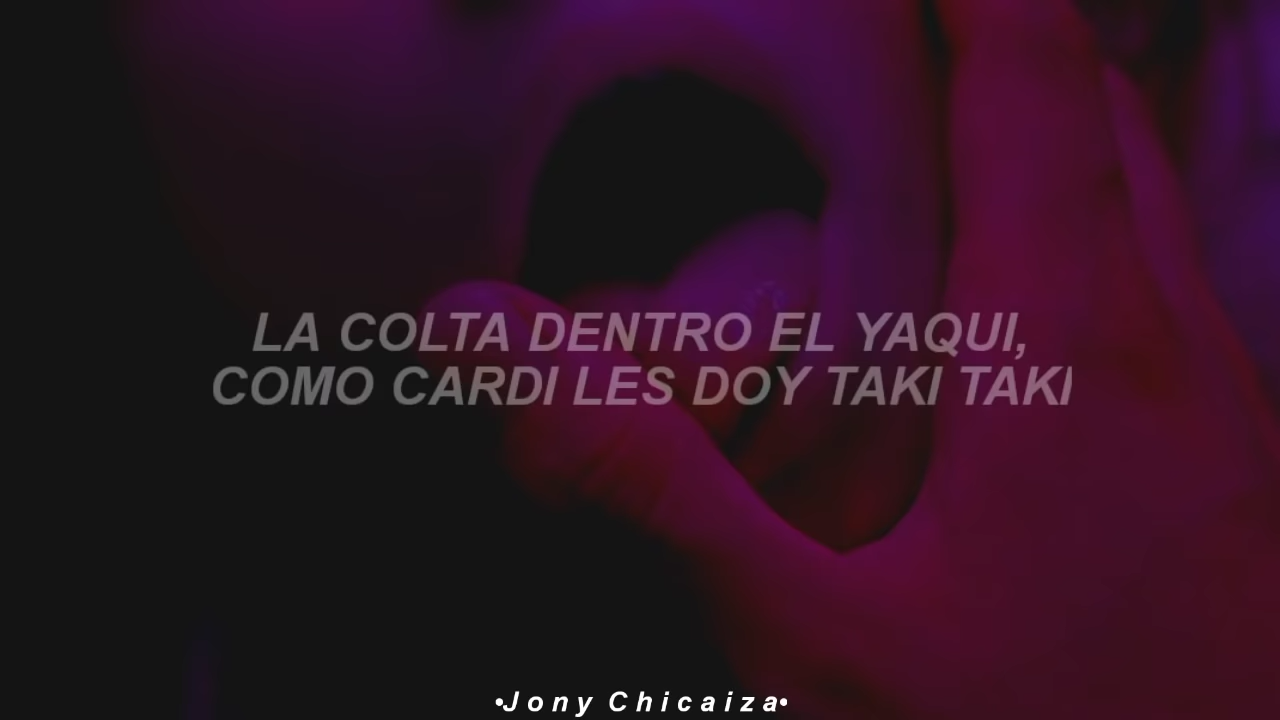 LA COLTA DENTRO EL YAQUI,
COMO CARDI LES DOY TAKI TAKI
•Jony Chicaiza•